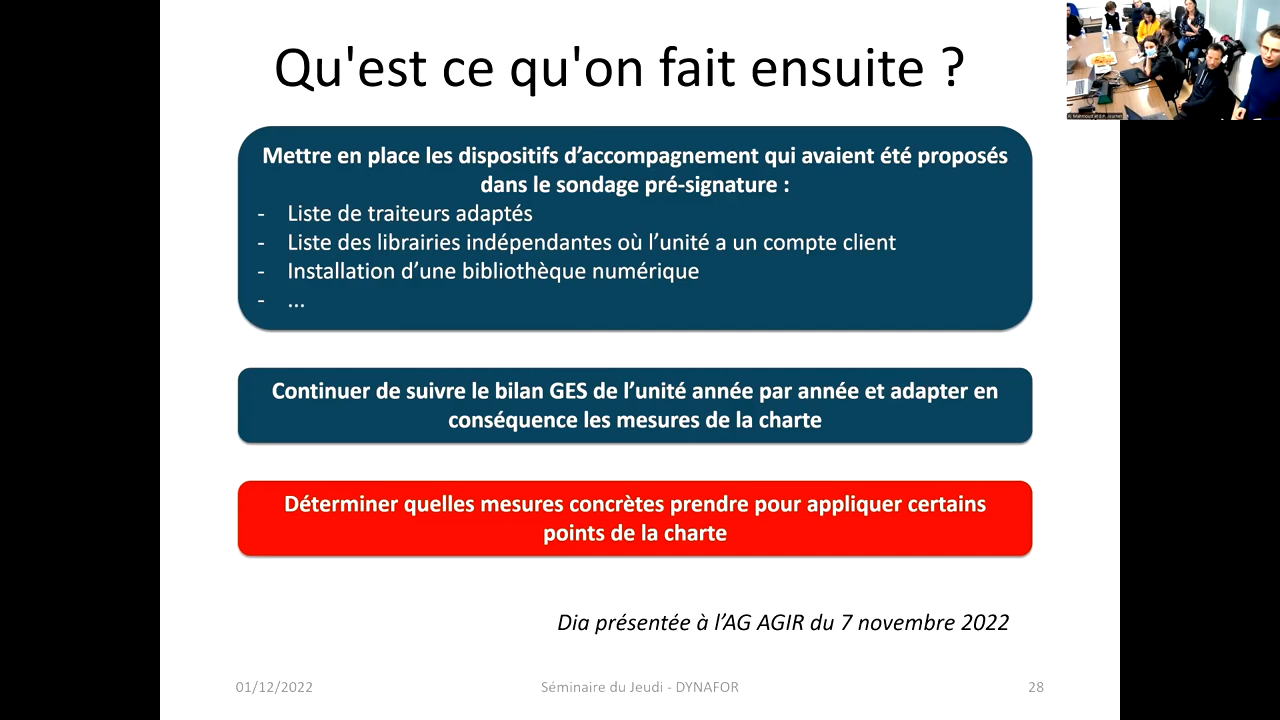 Qu'est ce qu'on fait ensuite ?
Mettre en place les dispositifs d’accompagnement qui avaient été proposés
dans le sondage pré-signature :
- Liste de traiteurs adaptés
- Liste des librairies indépendantes où l’unité a un compte client
- Installation d’une bibliothèque numérique
- ...
Continuer de suivre le bilan GES de l’unité année par année et adapter en
conséquence les mesures de la charte
Déterminer quelles mesures concrètes prendre pour appliquer certains
points de la charte
Dia présentée à l’AG AGIR du 7 novembre 2022
01/12/2022
Séminaire du Jeudi - DYNAFOR
28